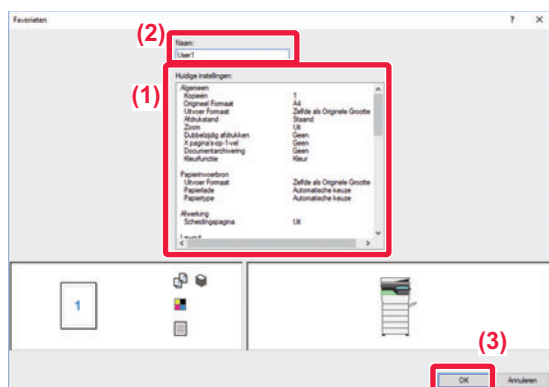 Favorieten ? X
(2)
Naam:
User1
(1)
Huidige instellingen:
Algemeen
Kopieën 1
Origineel Formaat A4
Uitvoer Formaat Zelfde als Originele Grootte
Afdrukstand Staand
Zoom Uit
Dubbelzijdig afdrukken Geen
X pagina's-op-1-vel Geen
Documentarchivering Geen
Kleurfunctie Kleur
Papierinvoerbron
Uitvoer Formaat Zelfde als Originele Grootte
Papierlade Automatische keuze
Papiertype Automatische keuze
Afwerking
Scheidingspagina Uit
1
(3)
OK Annuleren